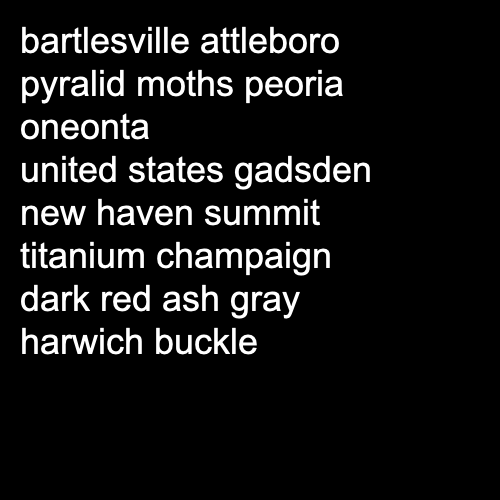 bartlesville attleboro
pyralid moths peoria
oneonta
united states gadsden
new haven summit
titanium champaign
dark red ash gray
harwich buckle